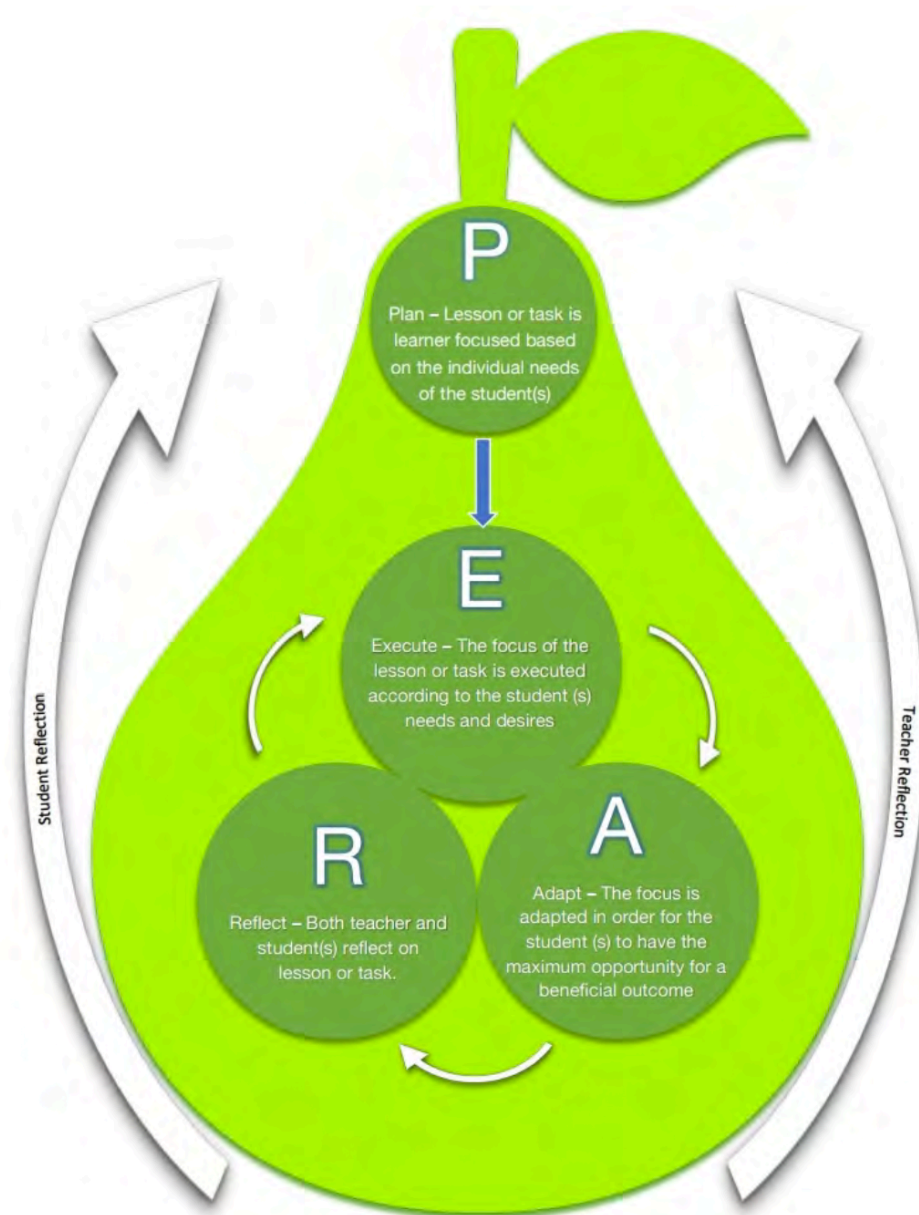 P
Plan – Lesson or task is
learner focused based
on the individual needs
of the student(s)
E
Execute – The focus of the
lesson or task is executed
according to the student (s)
needs and desires
A
Adapt – The focus is
adapted in order for the
student (s) to have the
maximum opportunity for a
beneficial outcome
R
Reflect – Both teacher and
student(s) reflect on
lesson or task.
Student Reflection
Teacher Reflection